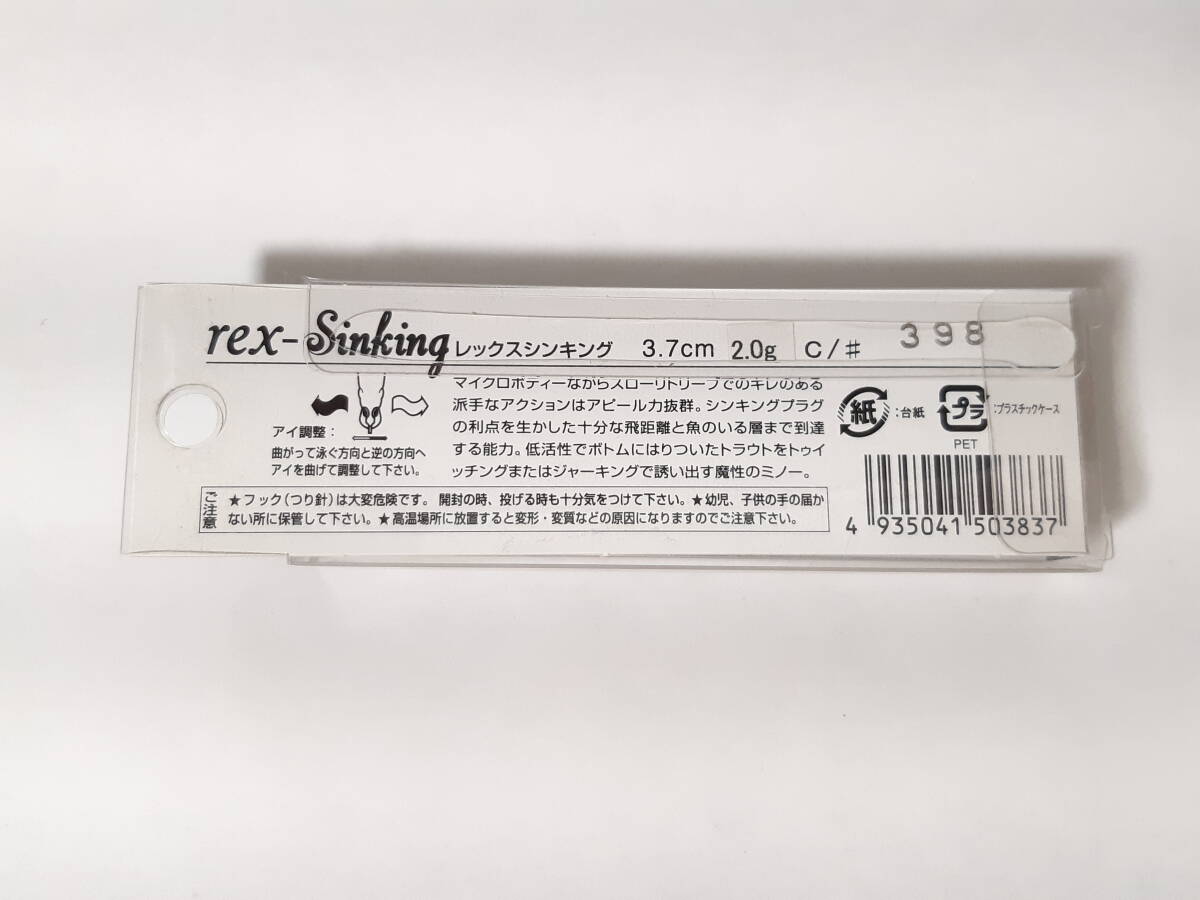 rex-Sinking レックスシンキング 3.7cm 2.0g C/# 398
マイクロボディーながらスローリトリーブでのキレのある
派手なアクションはアピール力抜群。シンキングプラグ
の利点を生かした十分な飛距離と魚のいる層まで到達
する能力。低活性でボトムにはりついたトラウトをトゥイ
ッチングまたはジャーキングで誘い出す魔性のミノー。
アイ調整:
曲がって泳ぐ方向と逆の方向へ
アイを曲げて調整して下さい。
紙 :台紙 プラ :プラスチックケース
PET
ご注意
★フック(つり針)は大変危険です。開封の時、投げる時も十分気をつけて下さい。★幼児、子供の手の届か
ない所に保管して下さい。★高温場所に放置すると変形・変質などの原因になりますのでご注意下さい。
4 935041 503837